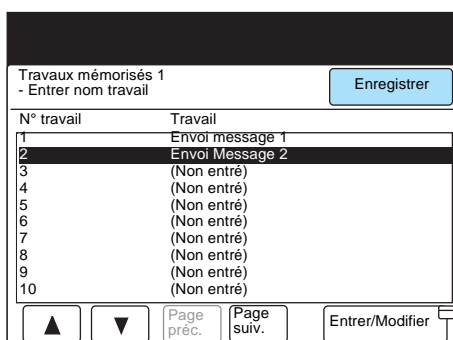 Travaux mémorisés 1
- Entrer nom travail
Enregistrer
N° travail Travail
1 Envoi message 1
2 Envoi Message 2
3 (Non entré)
4 (Non entré)
5 (Non entré)
6 (Non entré)
7 (Non entré)
8 (Non entré)
9 (Non entré)
10 (Non entré)
Page préc.
Page suiv.
Entrer/Modifier